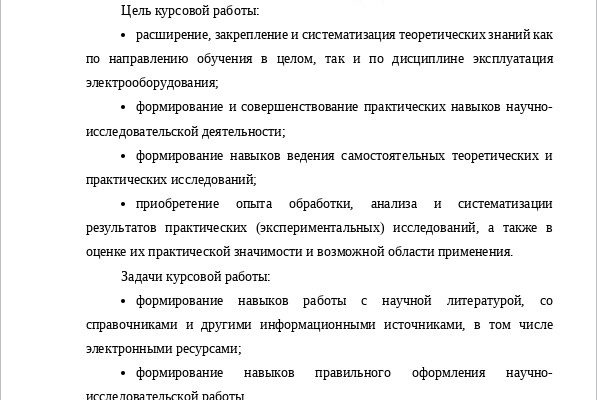 Цель курсовой работы:
• расширение, закрепление и систематизация теоретических знаний как
по направлению обучения в целом, так и по дисциплине эксплуатация
электрооборудования;
• формирование и совершенствование практических навыков научно-
исследовательской деятельности;
• формирование навыков ведения самостоятельных теоретических и
практических исследований;
• приобретение опыта обработки, анализа и систематизации
результатов практических (экспериментальных) исследований, а также в
оценке их практической значимости и возможной области применения.
Задачи курсовой работы:
• формирование навыков работы с научной литературой, со
справочниками и другими информационными источниками, в том числе
электронными ресурсами;
• формирование навыков правильного оформления научно-
исследовательской работы